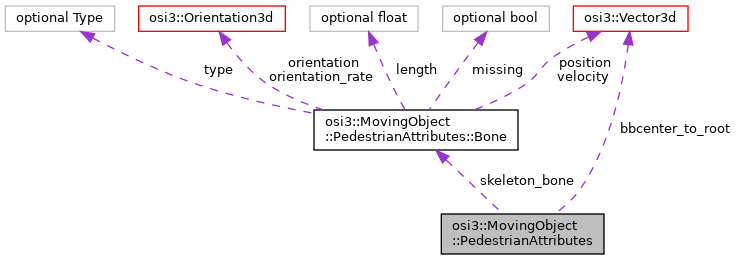 optional Type
osi3::Orientation3d
optional float
optional bool
osi3::Vector3d
type
orientation
orientation_rate
length
missing
position
velocity
osi3::MovingObject
::PedestrianAttributes::Bone
bbcenter_to_root
skeleton_bone
osi3::MovingObject
::PedestrianAttributes